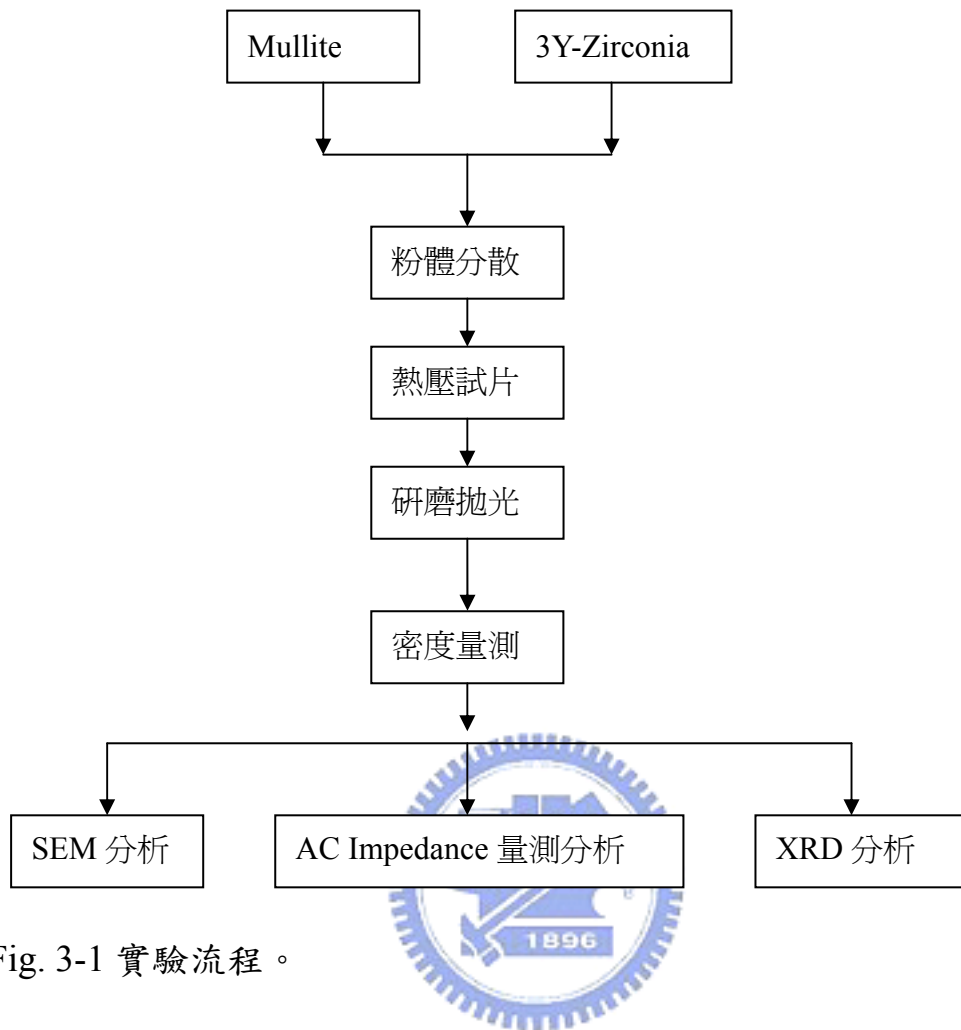 Mullite
3Y-Zirconia
粉體分散
熱壓試片
研磨拋光
密度量測
SEM 分析
AC Impedance 量測分析
XRD 分析
1896
Fig. 3-1 實驗流程。